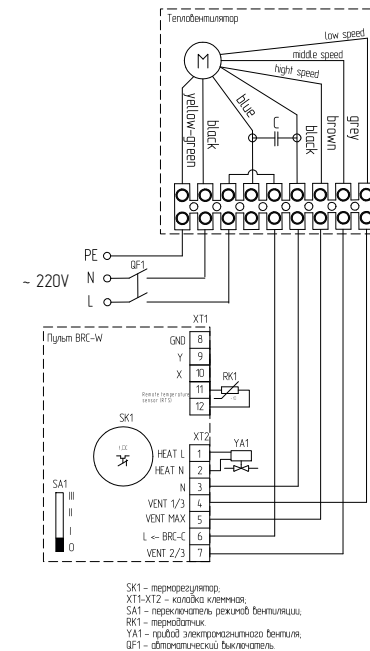 Тепловентилятор
low speed
middle speed
hight speed
M
yellow-green
black
blue
C
black
brown
grey
PE
N
L
QF1
~ 220V
XT1
Пульт BRC-W
GND 8
Y 9
X 10
11
12
Remote temperature
sensor (RTS)
RK1
SK1
XT2
YA1
HEAT L 1
HEAT N 2
N 3
VENT 1/3 4
VENT MAX 5
L <- BRC-C 6
VENT 2/3 7
SA1
III
II
I
0
SK1 – терморегулятор;
XT1-XT2 – колодка клеммная;
SA1 – переключатель режимов вентиляции;
RK1 – термодатчик.
YA1 – привод электромагнитного вентиля;
QF1 – автоматический выключатель.